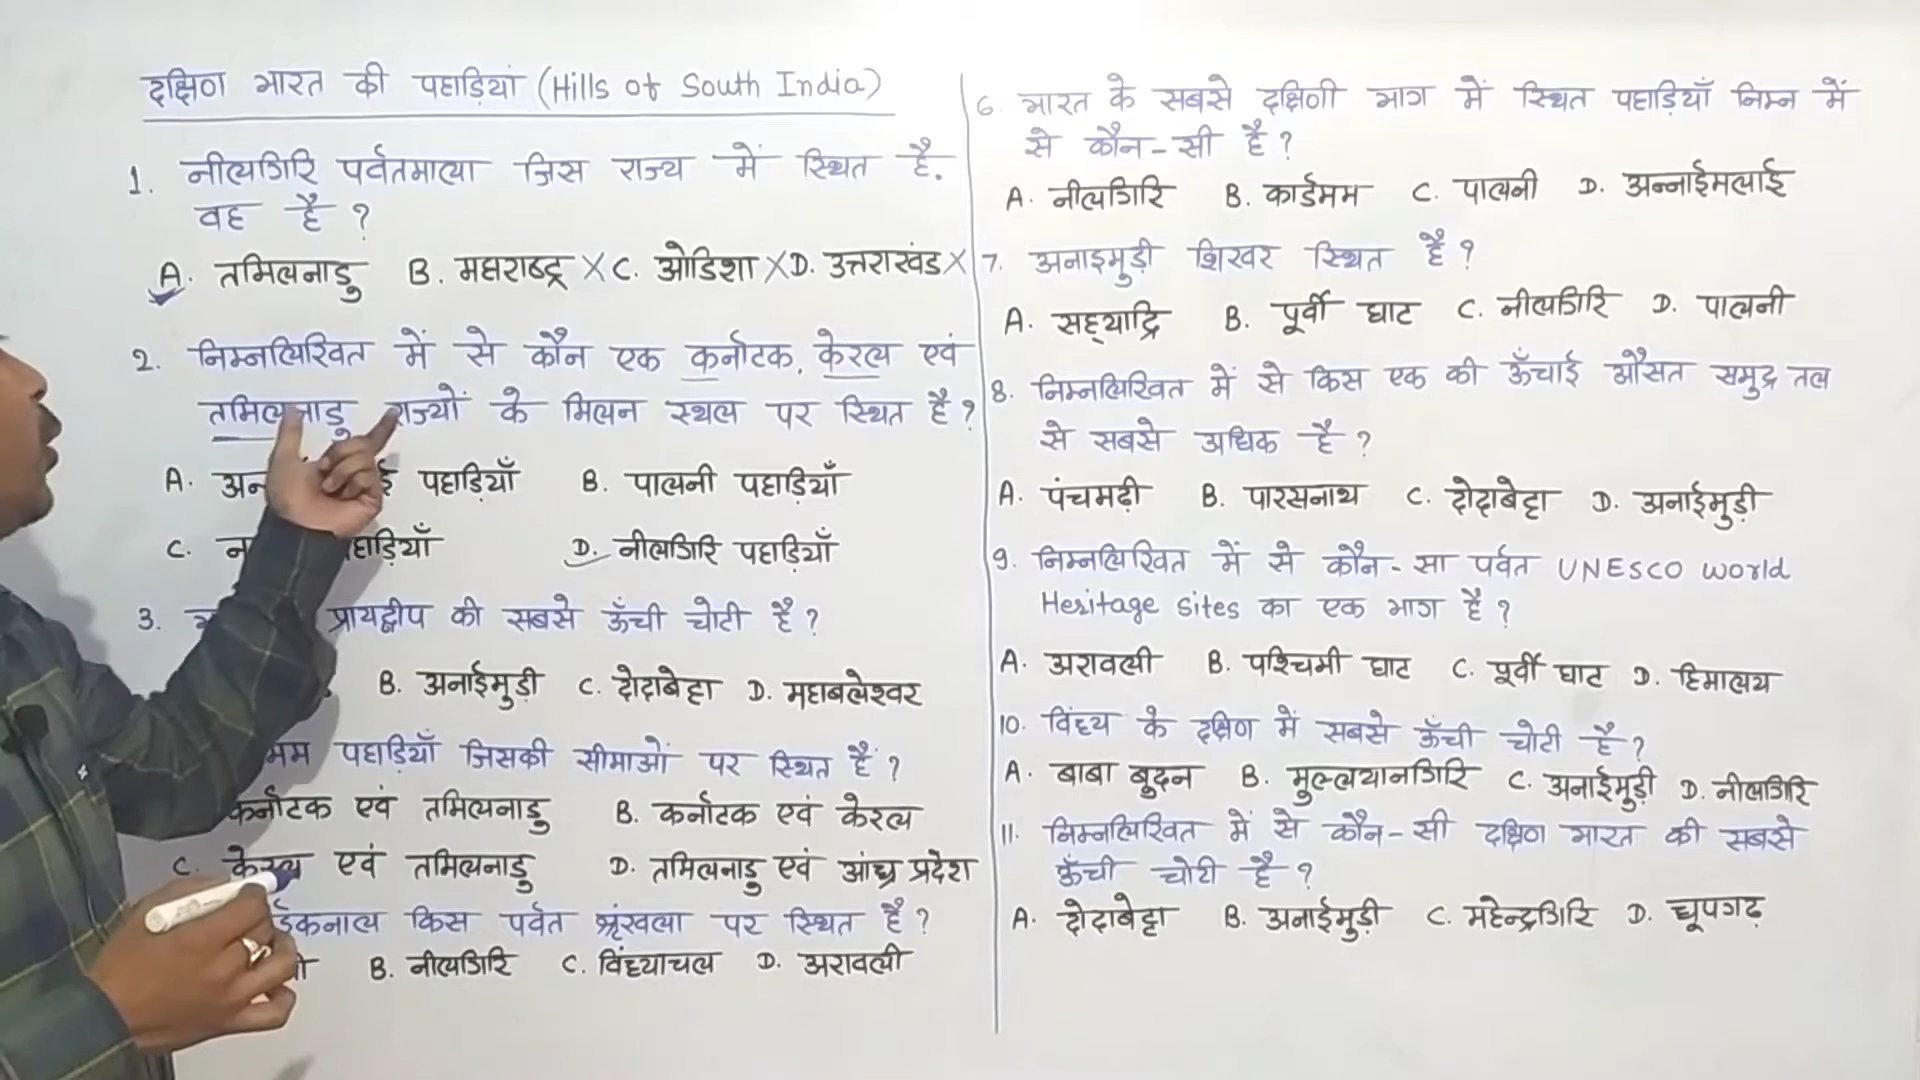 दक्षिण भारत की पहाड़ियां (Hills of South India)
1. नीलगिरि पर्वतमाला जिस राज्य में स्थित है.
वह है ?
A. तमिलनाडु B. महाराष्ट्र X C. ओडिशा X D. उत्तराखंड X
2. निम्नलिखित में से कौन एक कर्नाटक, केरल एवं
तमिलनाडु राज्यों के मिलन स्थल पर स्थित है ?
A. पहाड़ियाँ B. पालनी पहाड़ियाँ
C. पहाड़ियाँ D. नीलगिरि पहाड़ियाँ
3. प्रायद्वीप की सबसे ऊँची चोटी है ?
B. अनाईमुड़ी C. दोदाबेट्टा D. महाबलेश्वर
पहाड़ियाँ जिसकी सीमाओं पर स्थित हैं ?
कर्नाटक एवं तमिलनाडु B. कर्नाटक एवं केरल
C. केरल एवं तमिलनाडु D. तमिलनाडु एवं आंध्र प्रदेश
किस पर्वत श्रृंखला पर स्थित है ?
B. नीलगिरि C. विंध्याचल D. अरावली
6. भारत के सबसे दक्षिणी भाग में स्थित पहाड़ियाँ निम्न में
से कौन-सी है ?
A. नीलगिरि B. कार्डमम C. पालनी D. अन्नाईमलाई
7. अनाइमुड़ी शिखर स्थित है ?
A. सह्याद्रि B. पूर्वी घाट C. नीलगिरि D. पालनी
8. निम्नलिखित में से किस एक की ऊँचाई औसत समुद्र तल
से सबसे अधिक है ?
A. पंचमढ़ी B. पारसनाथ C. दोदाबेट्टा D. अनाईमुड़ी
9. निम्नलिखित में से कौन-सा पर्वत UNESCO World
Heritage Sites का एक भाग है ?
A. अरावली B. पश्चिमी घाट C. पूर्वी घाट D. हिमालय
10. विंध्य के दक्षिण में सबसे ऊँची चोटी है ?
A. बाबा बुदन B. मुल्लयानगिरि C. अनाईमुड़ी D. नीलगिरि
11. निम्नलिखित में से कौन-सी दक्षिण भारत की सबसे
ऊँची चोटी है ?
A. दोदाबेट्टा B. अनाईमुड़ी C. महेन्द्रगिरि D. धूपगढ़